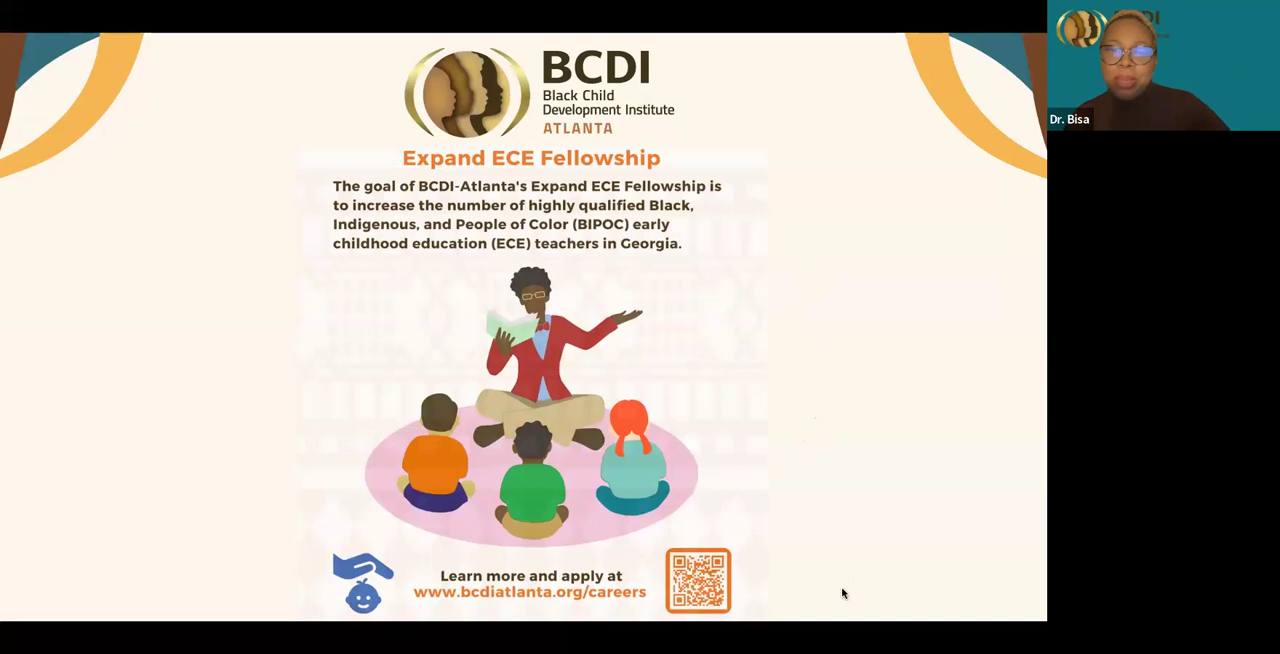 BCDI
Black Child
Development Institute
ATLANTA
Expand ECE Fellowship
The goal of BCDI-Atlanta's Expand ECE Fellowship is
to increase the number of highly qualified Black,
Indigenous, and People of Color (BIPOC) early
childhood education (ECE) teachers in Georgia.
Learn more and apply at
www.bcdiatlanta.org/careers
Dr. Bisa